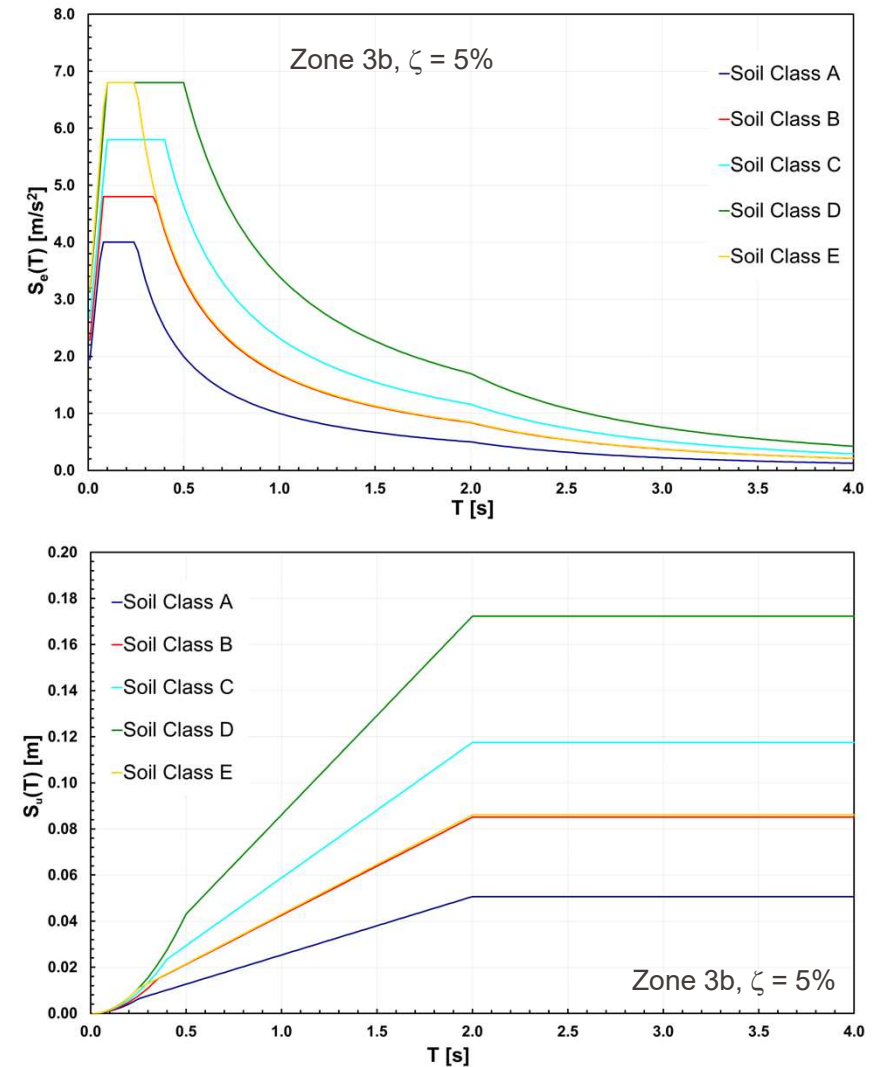 8.0
7.0
6.0
5.0
4.0
3.0
2.0
1.0
0.0
Sₑ(T) [m/s²]
Zone 3b, ζ = 5%
Soil Class A
Soil Class B
Soil Class C
Soil Class D
Soil Class E
0.0 0.5 1.0 1.5 2.0 2.5 3.0 3.5 4.0
T [s]
0.20
0.18
0.16
0.14
0.12
0.10
0.08
0.06
0.04
0.02
0.00
Sᵤ(T) [m]
Soil Class A
Soil Class B
Soil Class C
Soil Class D
Soil Class E
Zone 3b, ζ = 5%
0.0 0.5 1.0 1.5 2.0 2.5 3.0 3.5 4.0
T [s]